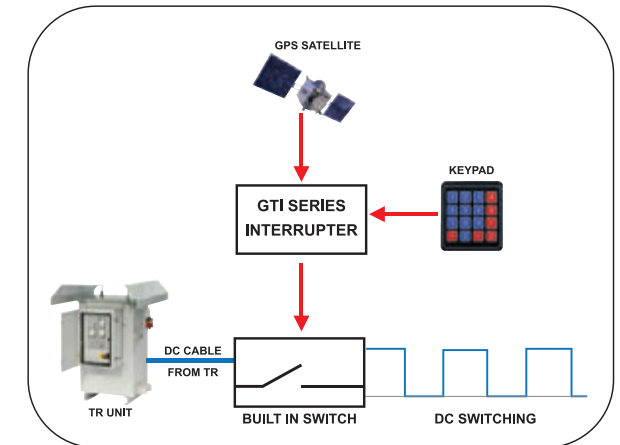 GPS SATELLITE
KEYPAD
GTI SERIES
INTERRUPTER
DC CABLE
FROM TR
TR UNIT
BUILT IN SWITCH
DC SWITCHING